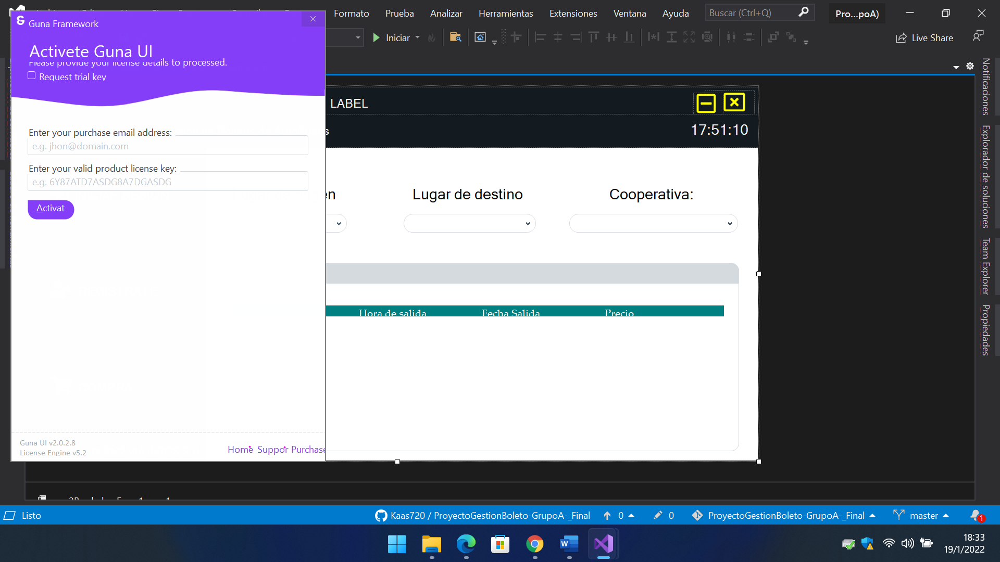 Formato
Prueba
Analizar
Herramientas
Extensiones
Ventana
Ayuda
Buscar (Ctrl+Q)
Pro...poA)
Iniciar
Live Share
Guna Framework
Activete Guna UI
Please provide your license details to processed.
Request trial key
Enter your purchase email address:
e.g. jhon@domain.com
Enter your valid product license key:
e.g. 6Y87ATD7ASDG8A7DGASDG
Activat
Guna UI v2.0.2.8
License Engine v5.2
Home Suppor Purchase
LABEL
s
17:51:10
en
Lugar de destino
Cooperativa:
Hora de salida
Fecha Salida
Precio
Notificaciones
Explorador de soluciones
Team Explorer
Propiedades
Listo
Kaas720 / ProyectoGestionBoleto-GrupoA-_Final
0
0
ProyectoGestionBoleto-GrupoA-_Final
master
1
18:33
19/1/2022